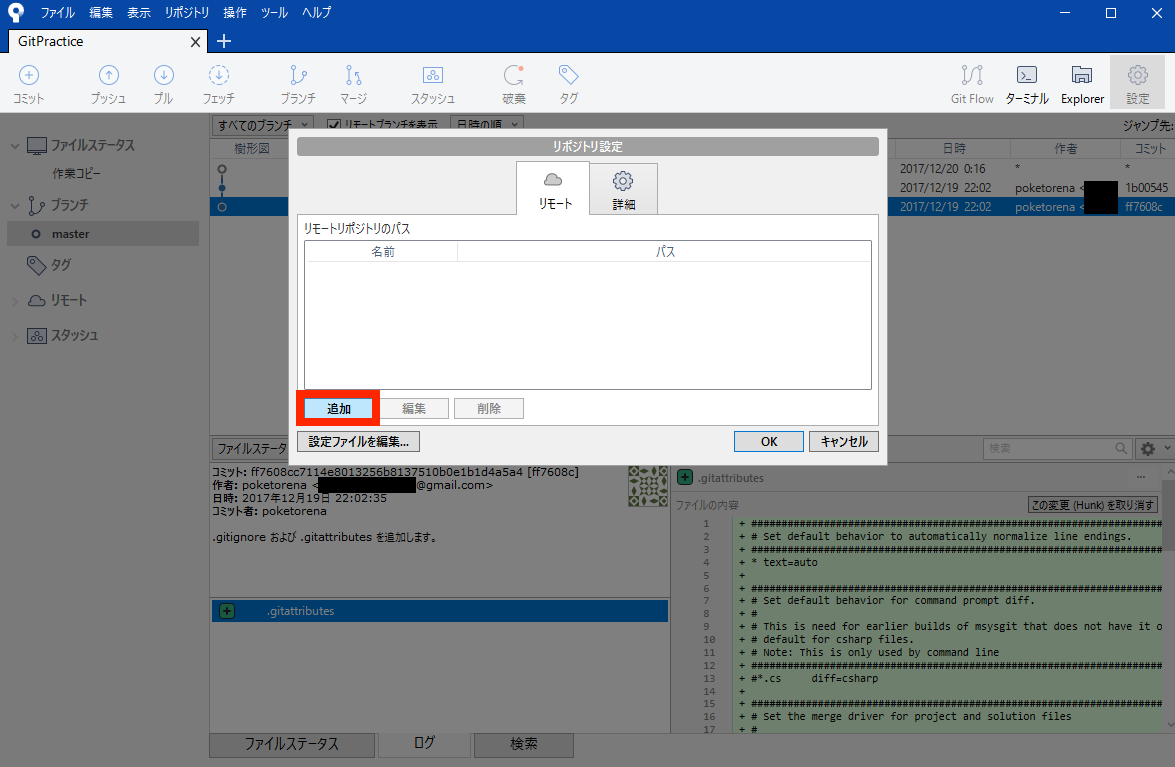 ファイル 編集 表示 リポジトリ 操作 ツール ヘルプ
GitPractice
コミット プッシュ プル フェッチ ブランチ マージ スタッシュ 破棄 タグ Git Flow ターミナル Explorer 設定
ファイルステータス
作業コピー
ブランチ
master
タグ
リモート
スタッシュ
すべてのブランチ リモートブランチを表示 日時の順 ジャンプ先:
樹形図 日時 作者 コミット
2017/12/20 0:16 * *
2017/12/19 22:02 poketorena < 1b00545
2017/12/19 22:02 poketorena < ff7608c
リポジトリ設定
リモート 詳細
リモートリポジトリのパス
名前 パス
追加 編集 削除
設定ファイルを編集... OK キャンセル
ファイルステータ 検索
コミット: ff7608cc7114e8013256b8137510b0e1b1d4a5a4 [ff7608c]
作者: poketorena < @gmail.com>
日時: 2017年12月19日 22:02:35
コミット者: poketorena
.gitignore および .gitattributes を追加します。
.gitattributes
.gitattributes ...
ファイルの内容 この変更 (Hunk) を取り消す
1 + ###############################################################
2 + # Set default behavior to automatically normalize line endings.
3 + ###############################################################
4 + * text=auto
5 +
6 + ###############################################################
7 + # Set default behavior for command prompt diff.
8 + #
9 + # This is need for earlier builds of msysgit that does not have it o
10 + # default for csharp files.
11 + # Note: This is only used by command line
12 + ###############################################################
13 + #*.cs diff=csharp
14 +
15 + ###############################################################
16 + # Set the merge driver for project and solution files
17 + #
ファイルステータス ログ 検索